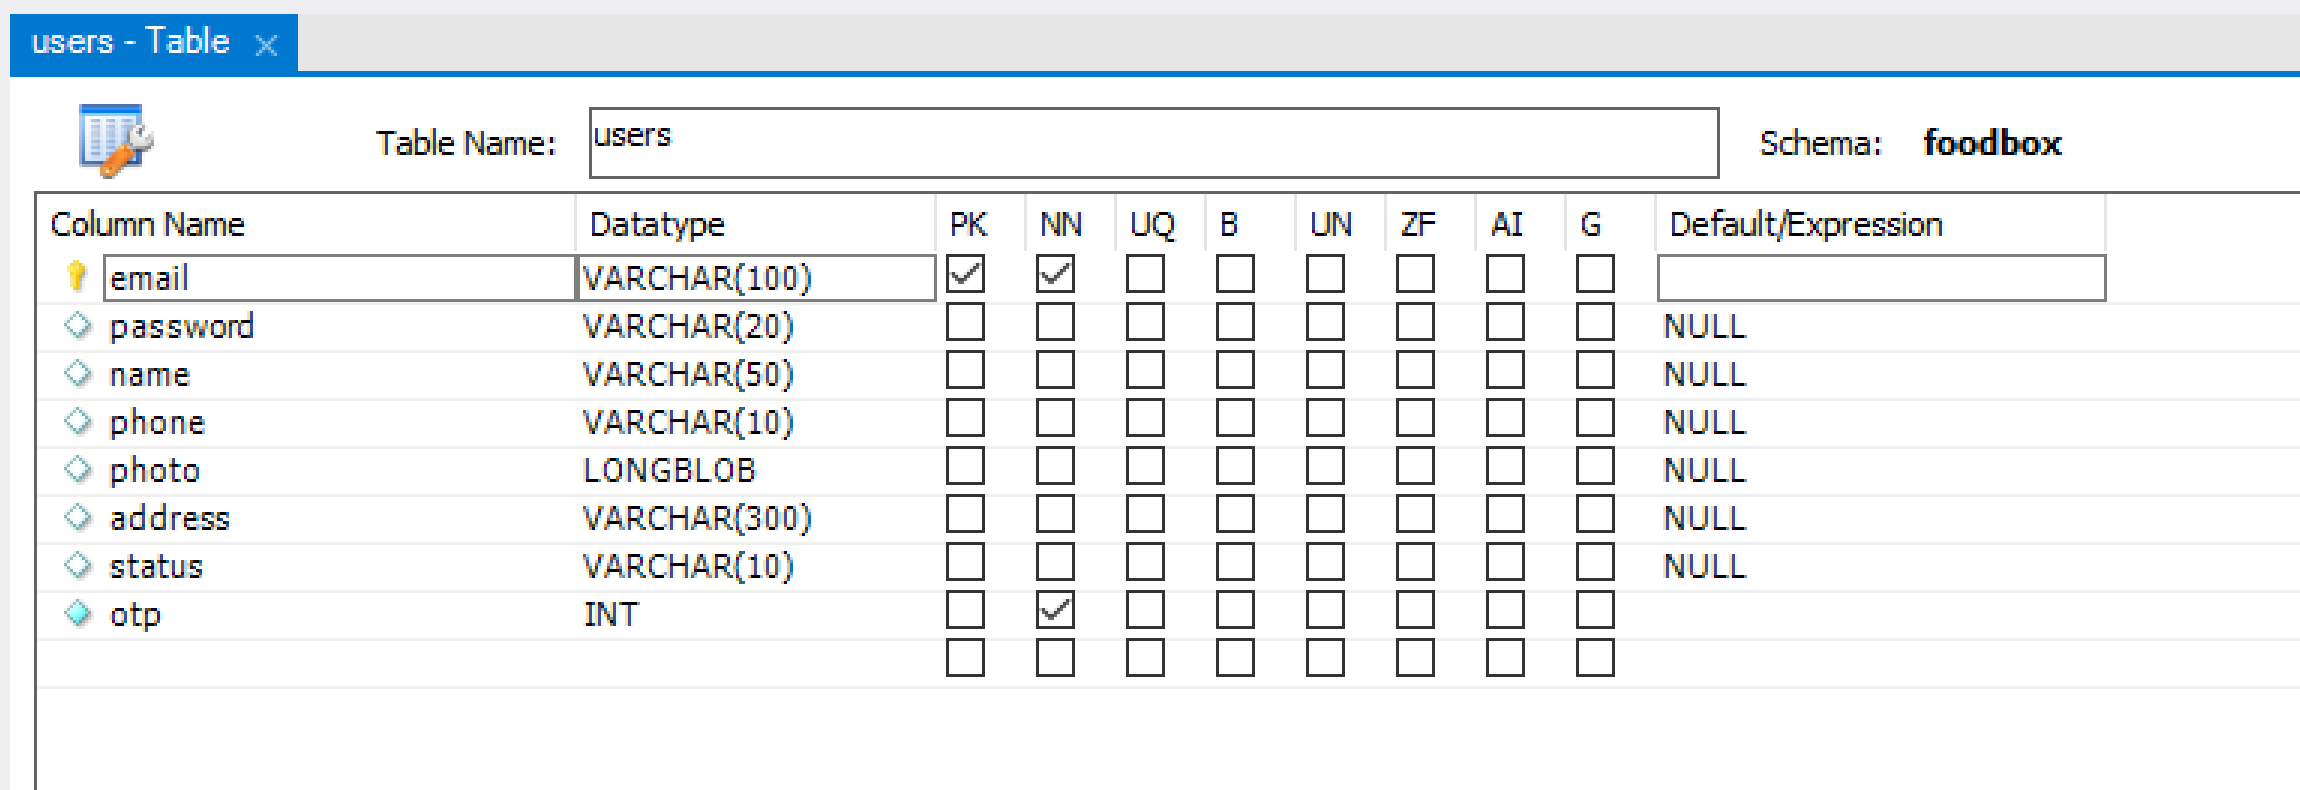 users - Table
Table Name: users Schema: foodbox
Column Name Datatype PK NN UQ B UN ZF AI G Default/Expression
email VARCHAR(100)
password VARCHAR(20) NULL
name VARCHAR(50) NULL
phone VARCHAR(10) NULL
photo LONGBLOB NULL
address VARCHAR(300) NULL
status VARCHAR(10) NULL
otp INT